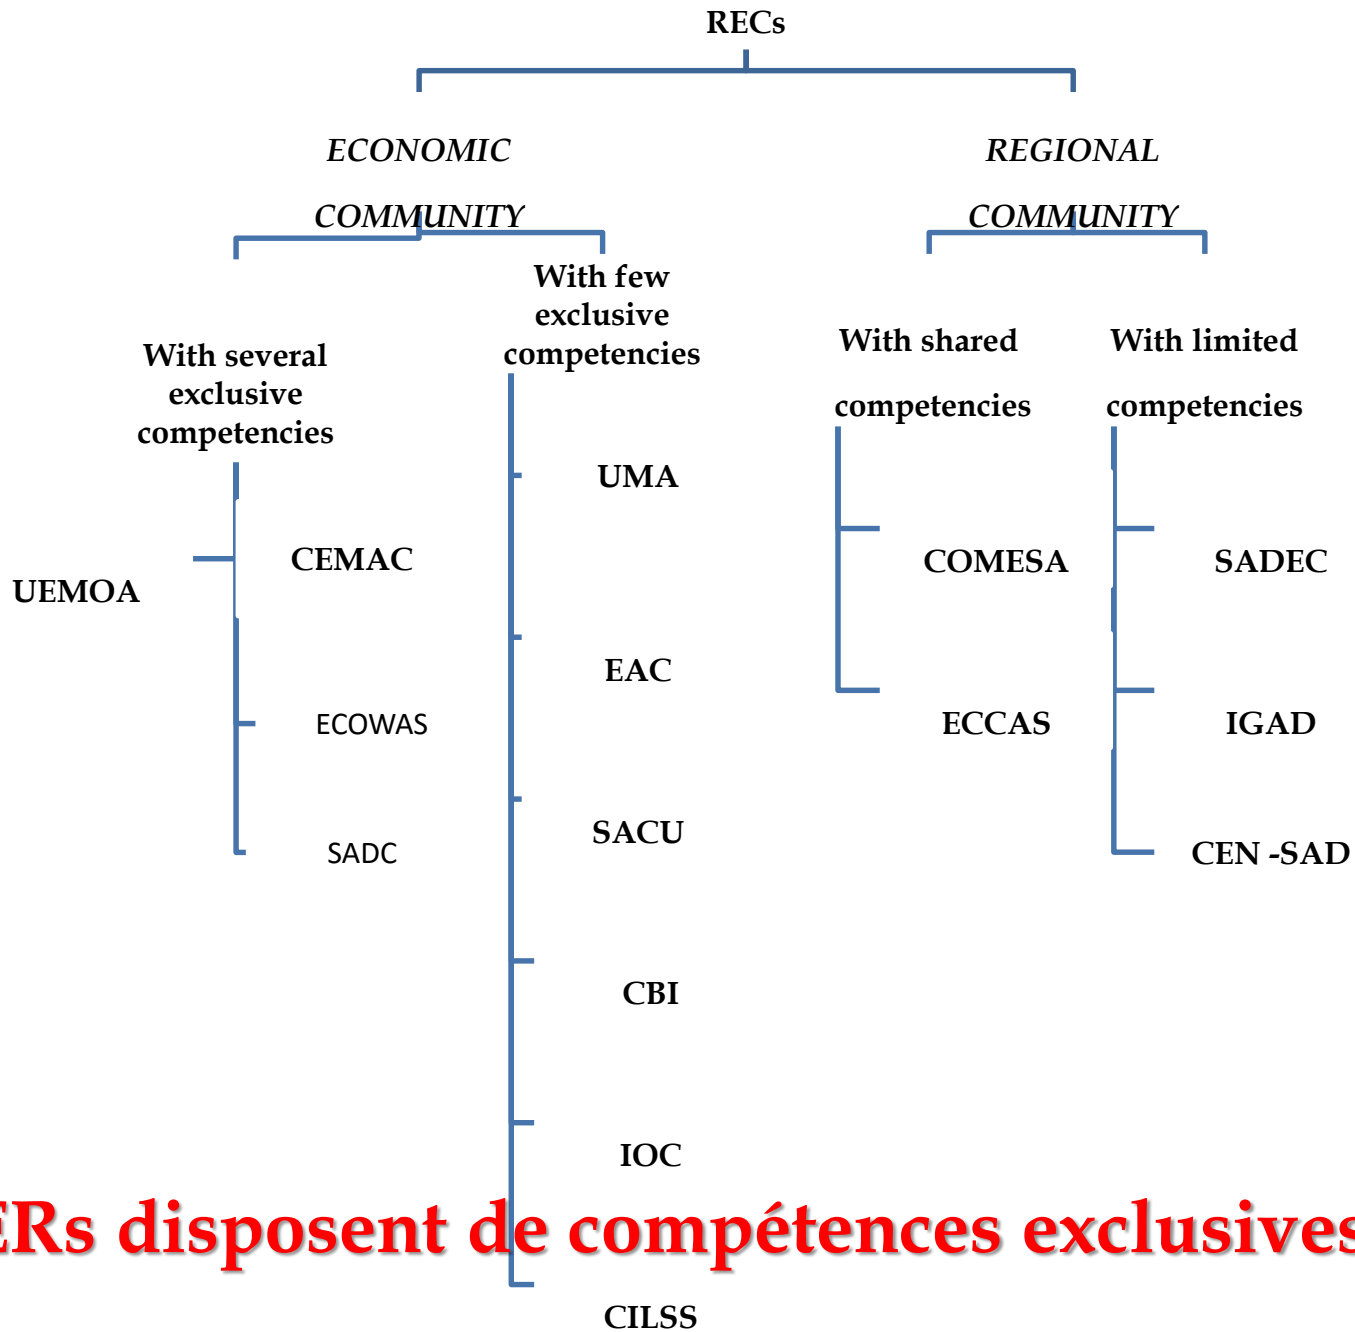 RECs
ECONOMIC
COMMUNITY
REGIONAL
COMMUNITY
With several
exclusive
competencies
UEMOA
CEMAC
ECOWAS
SADC
With few
exclusive
competencies
UMA
EAC
SACU
CBI
IOC
CILSS
With shared
competencies
COMESA
ECCAS
With limited
competencies
SADEC
IGAD
CEN -SAD
ERs disposent de compétences exclusives